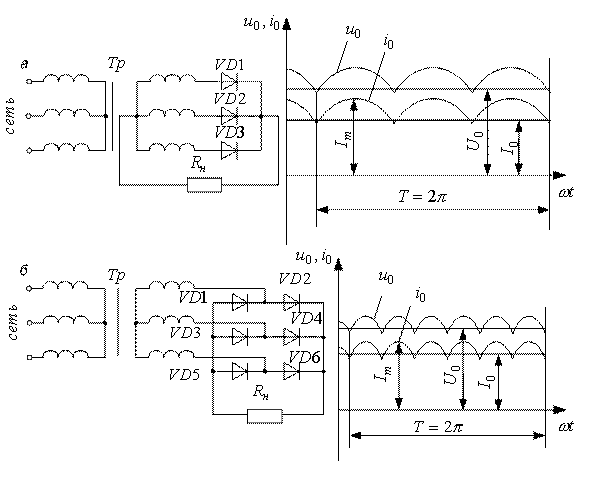 а
Тр
VD1
VD2
VD3
Rн
сеть
u0, i0
u0
i0
Im
U0
I0
T = 2π
ωt
б
Тр
VD1
VD2
VD3
VD4
VD5
VD6
Rн
сеть
u0, i0
u0
i0
Im
U0
I0
T = 2π
ωt